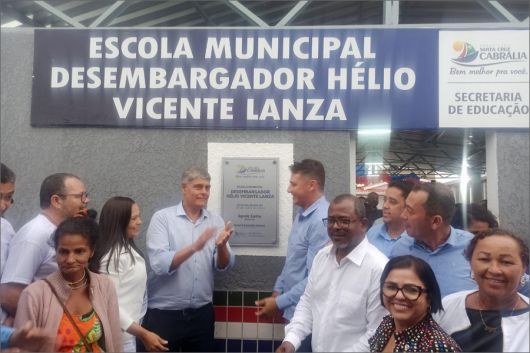 ESCOLA MUNICIPAL
DESEMBARGADOR HÉLIO
VICENTE LANZA
SANTA CRUZ
CABRÁLIA
Bem melhor pra você.
SECRETARIA
DE EDUCAÇÃO
CABRÁLIA
DESEMBARGADOR
HÉLIO VICENTE LANZA